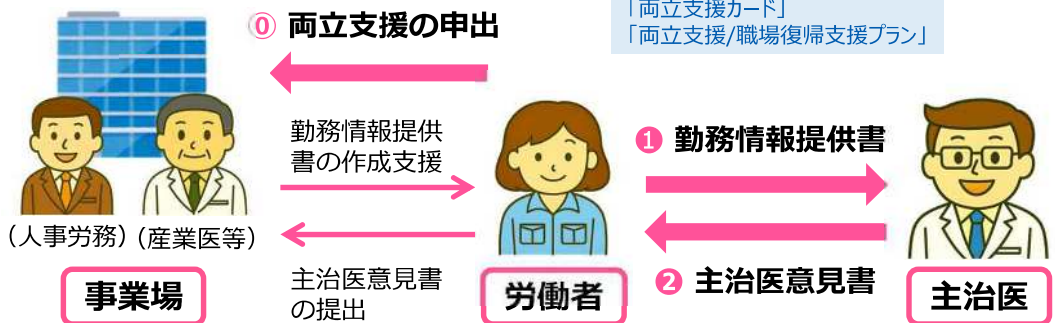 「両立支援カード」
「両立支援/職場復帰支援プラン」
⓪ 両立支援の申出
勤務情報提供
書の作成支援
❶ 勤務情報提供書
(人事労務)(産業医等)
主治医意見書
の提出
❷ 主治医意見書
事業場
労働者
主治医